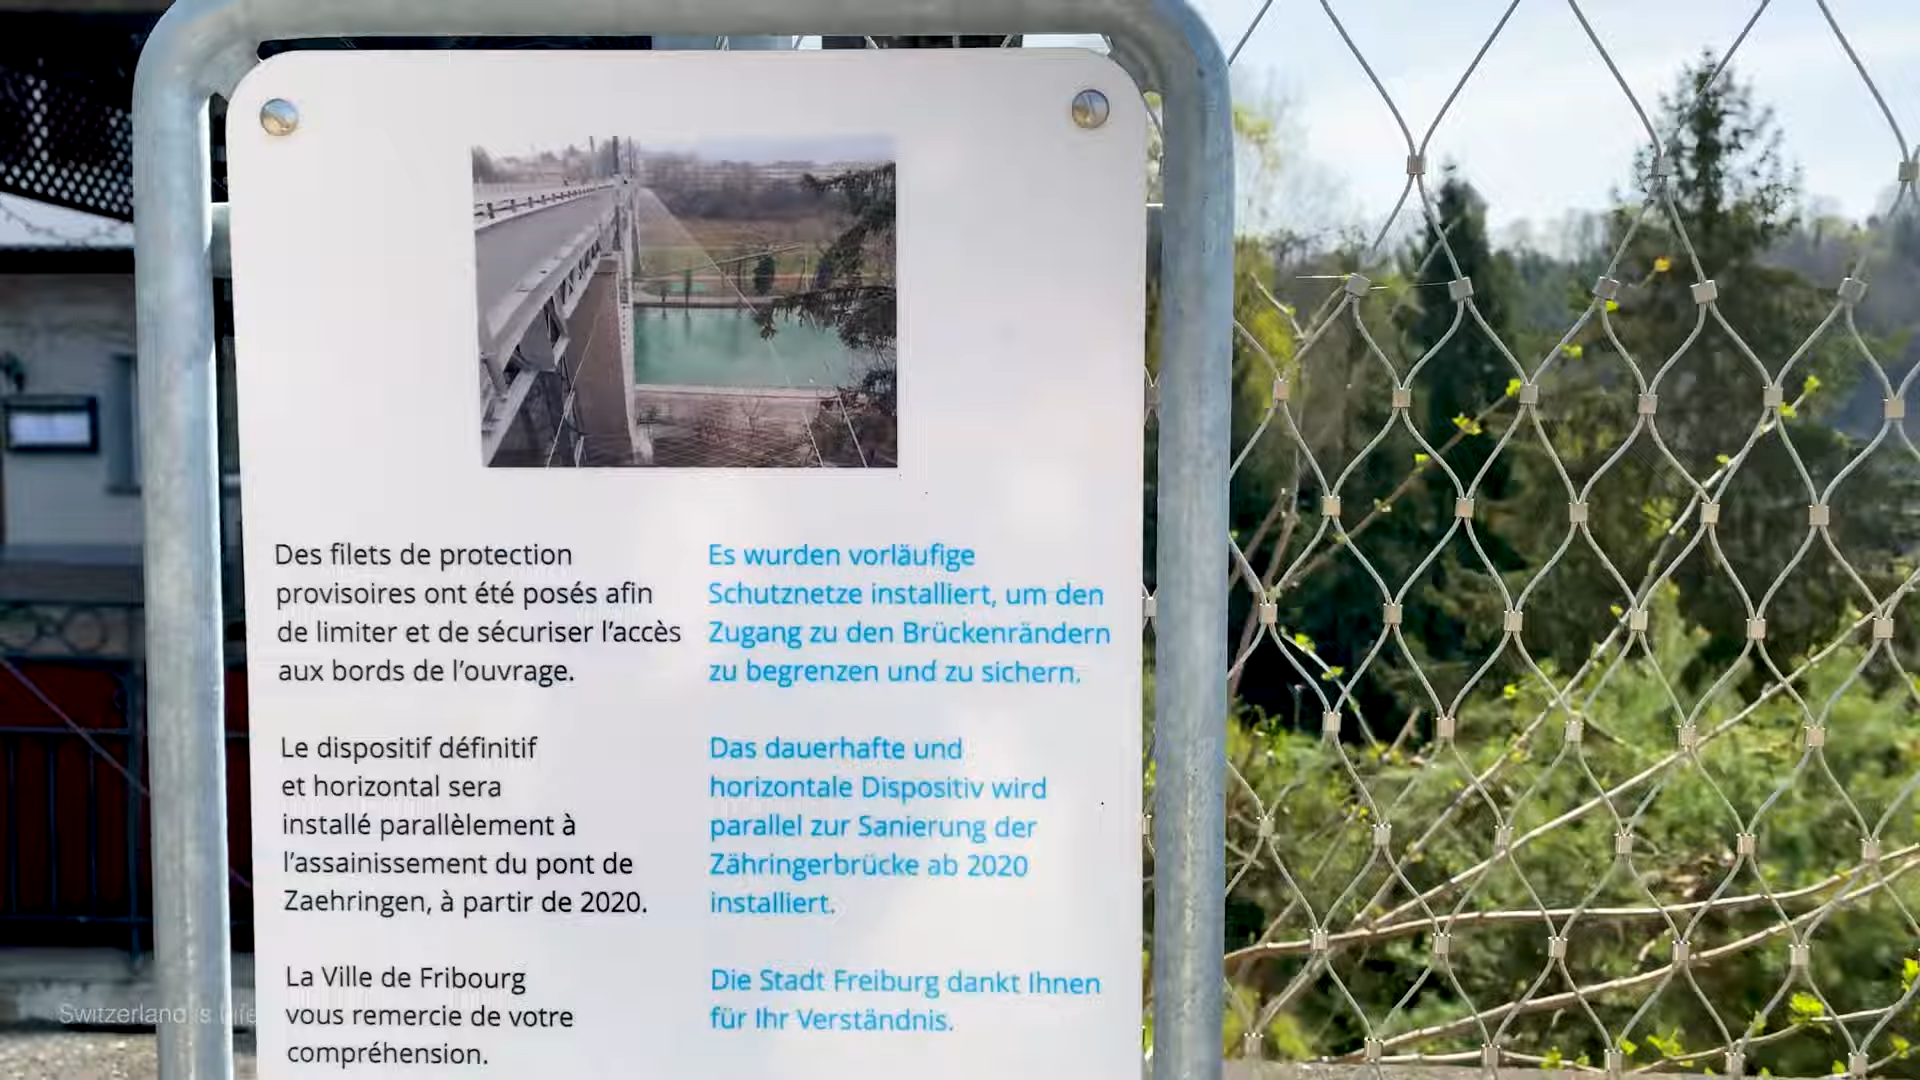 Des filets de protection
provisoires ont été posés afin
de limiter et de sécuriser l'accès
aux bords de l'ouvrage.
Le dispositif définitif
et horizontal sera
installé parallèlement à
l'assainissement du pont de
Zaehringen, à partir de 2020.
La Ville de Fribourg
vous remercie de votre
compréhension.
Es wurden vorläufige
Schutznetze installiert, um den
Zugang zu den Brückenrändern
zu begrenzen und zu sichern.
Das dauerhafte und
horizontale Dispositiv wird
parallel zur Sanierung der
Zähringerbrücke ab 2020
installiert.
Die Stadt Freiburg dankt Ihnen
für Ihr Verständnis.
Switzerland is life